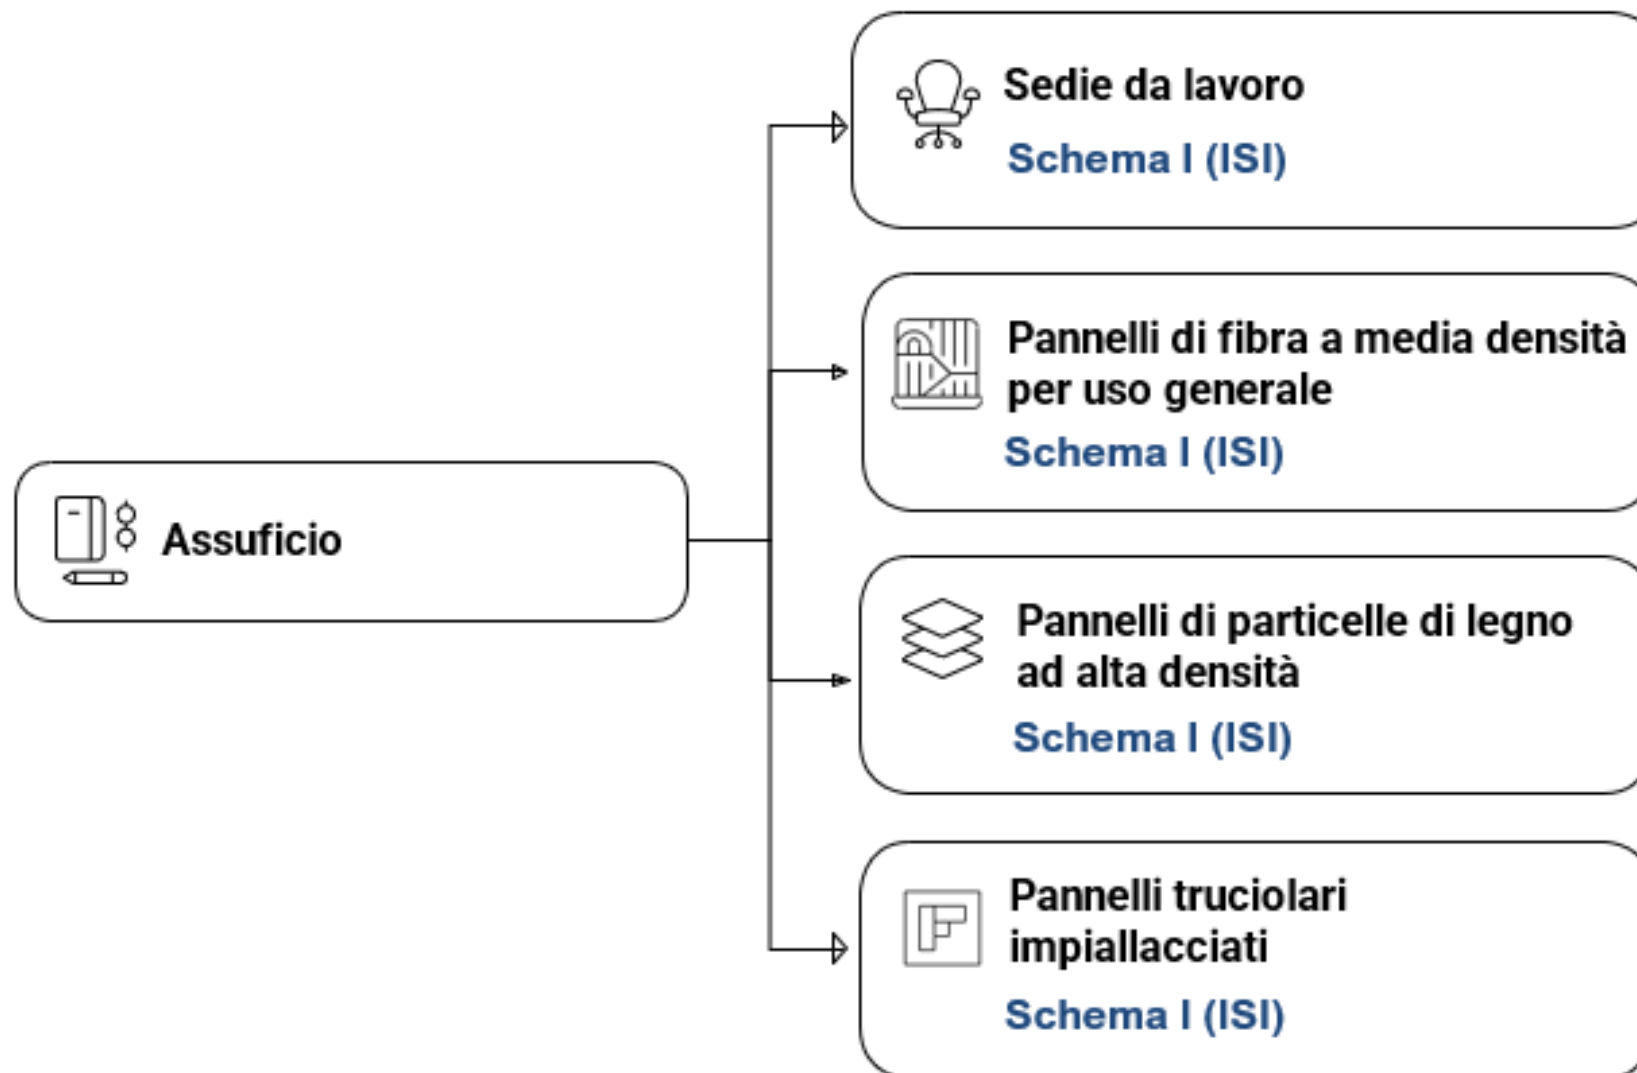 Sedie da lavoro
Schema I (ISI)
Pannelli di fibra a media densità
per uso generale
Schema I (ISI)
Assuficio
Pannelli di particelle di legno
ad alta densità
Schema I (ISI)
Pannelli truciolari
impiallacciati
Schema I (ISI)